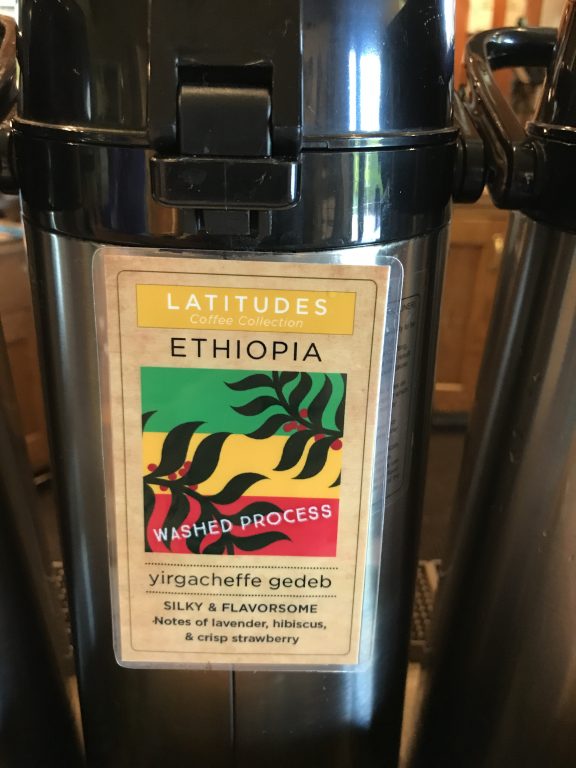 LATITUDES
Coffee Collection
ETHIOPIA
WASHED PROCESS
yirgacheffe gedeb
SILKY & FLAVORSOME
Notes of lavender, hibiscus,
& crisp strawberry